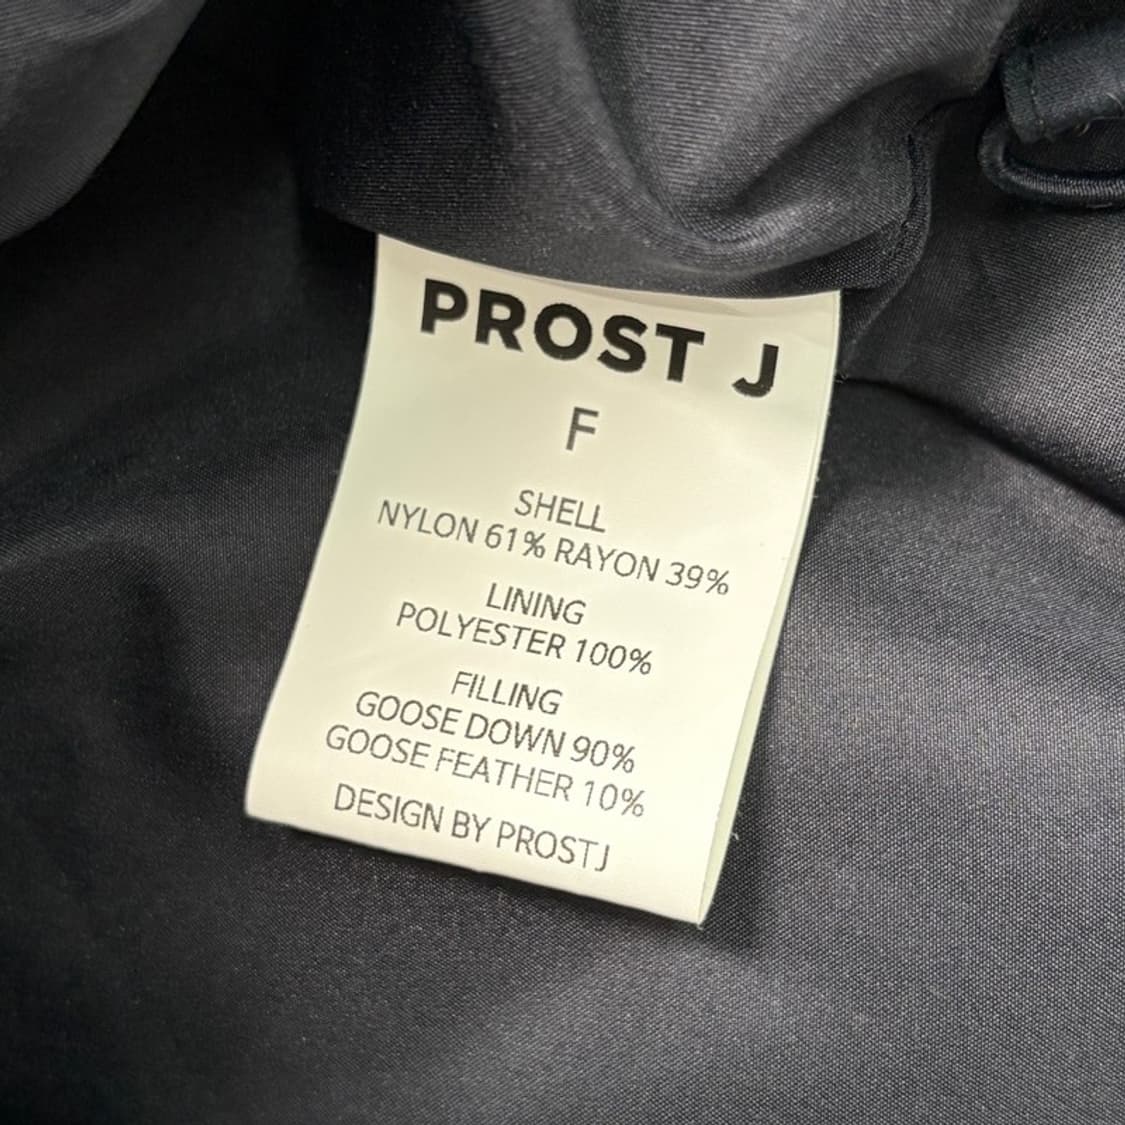 PROST J
F
SHELL
NYLON 61% RAYON 39%
LINING
POLYESTER 100%
FILLING
GOOSE DOWN 90%
GOOSE FEATHER 10%
DESIGN BY PROSTJ